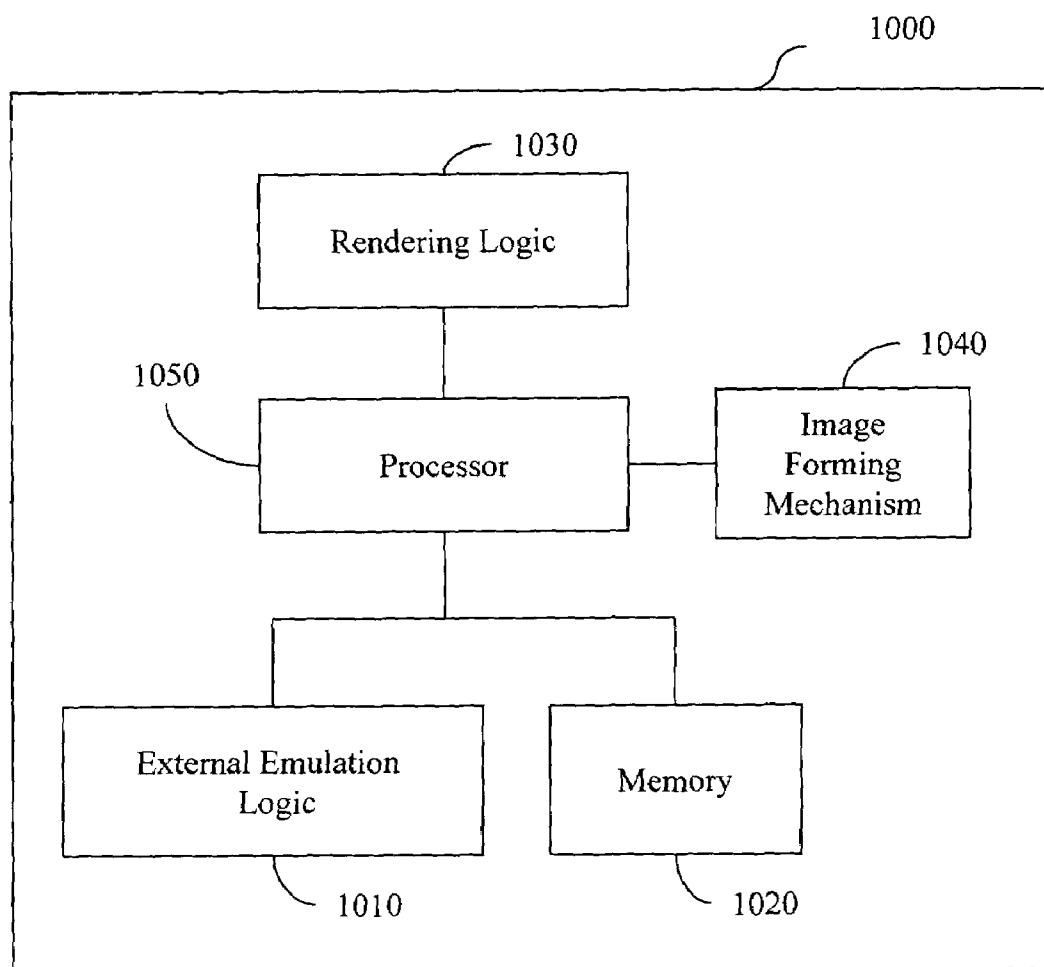 1000
1030
Rendering Logic
1040
1050
Image
Forming
Mechanism
Processor
External Emulation
Logic
Memory
1010
1020